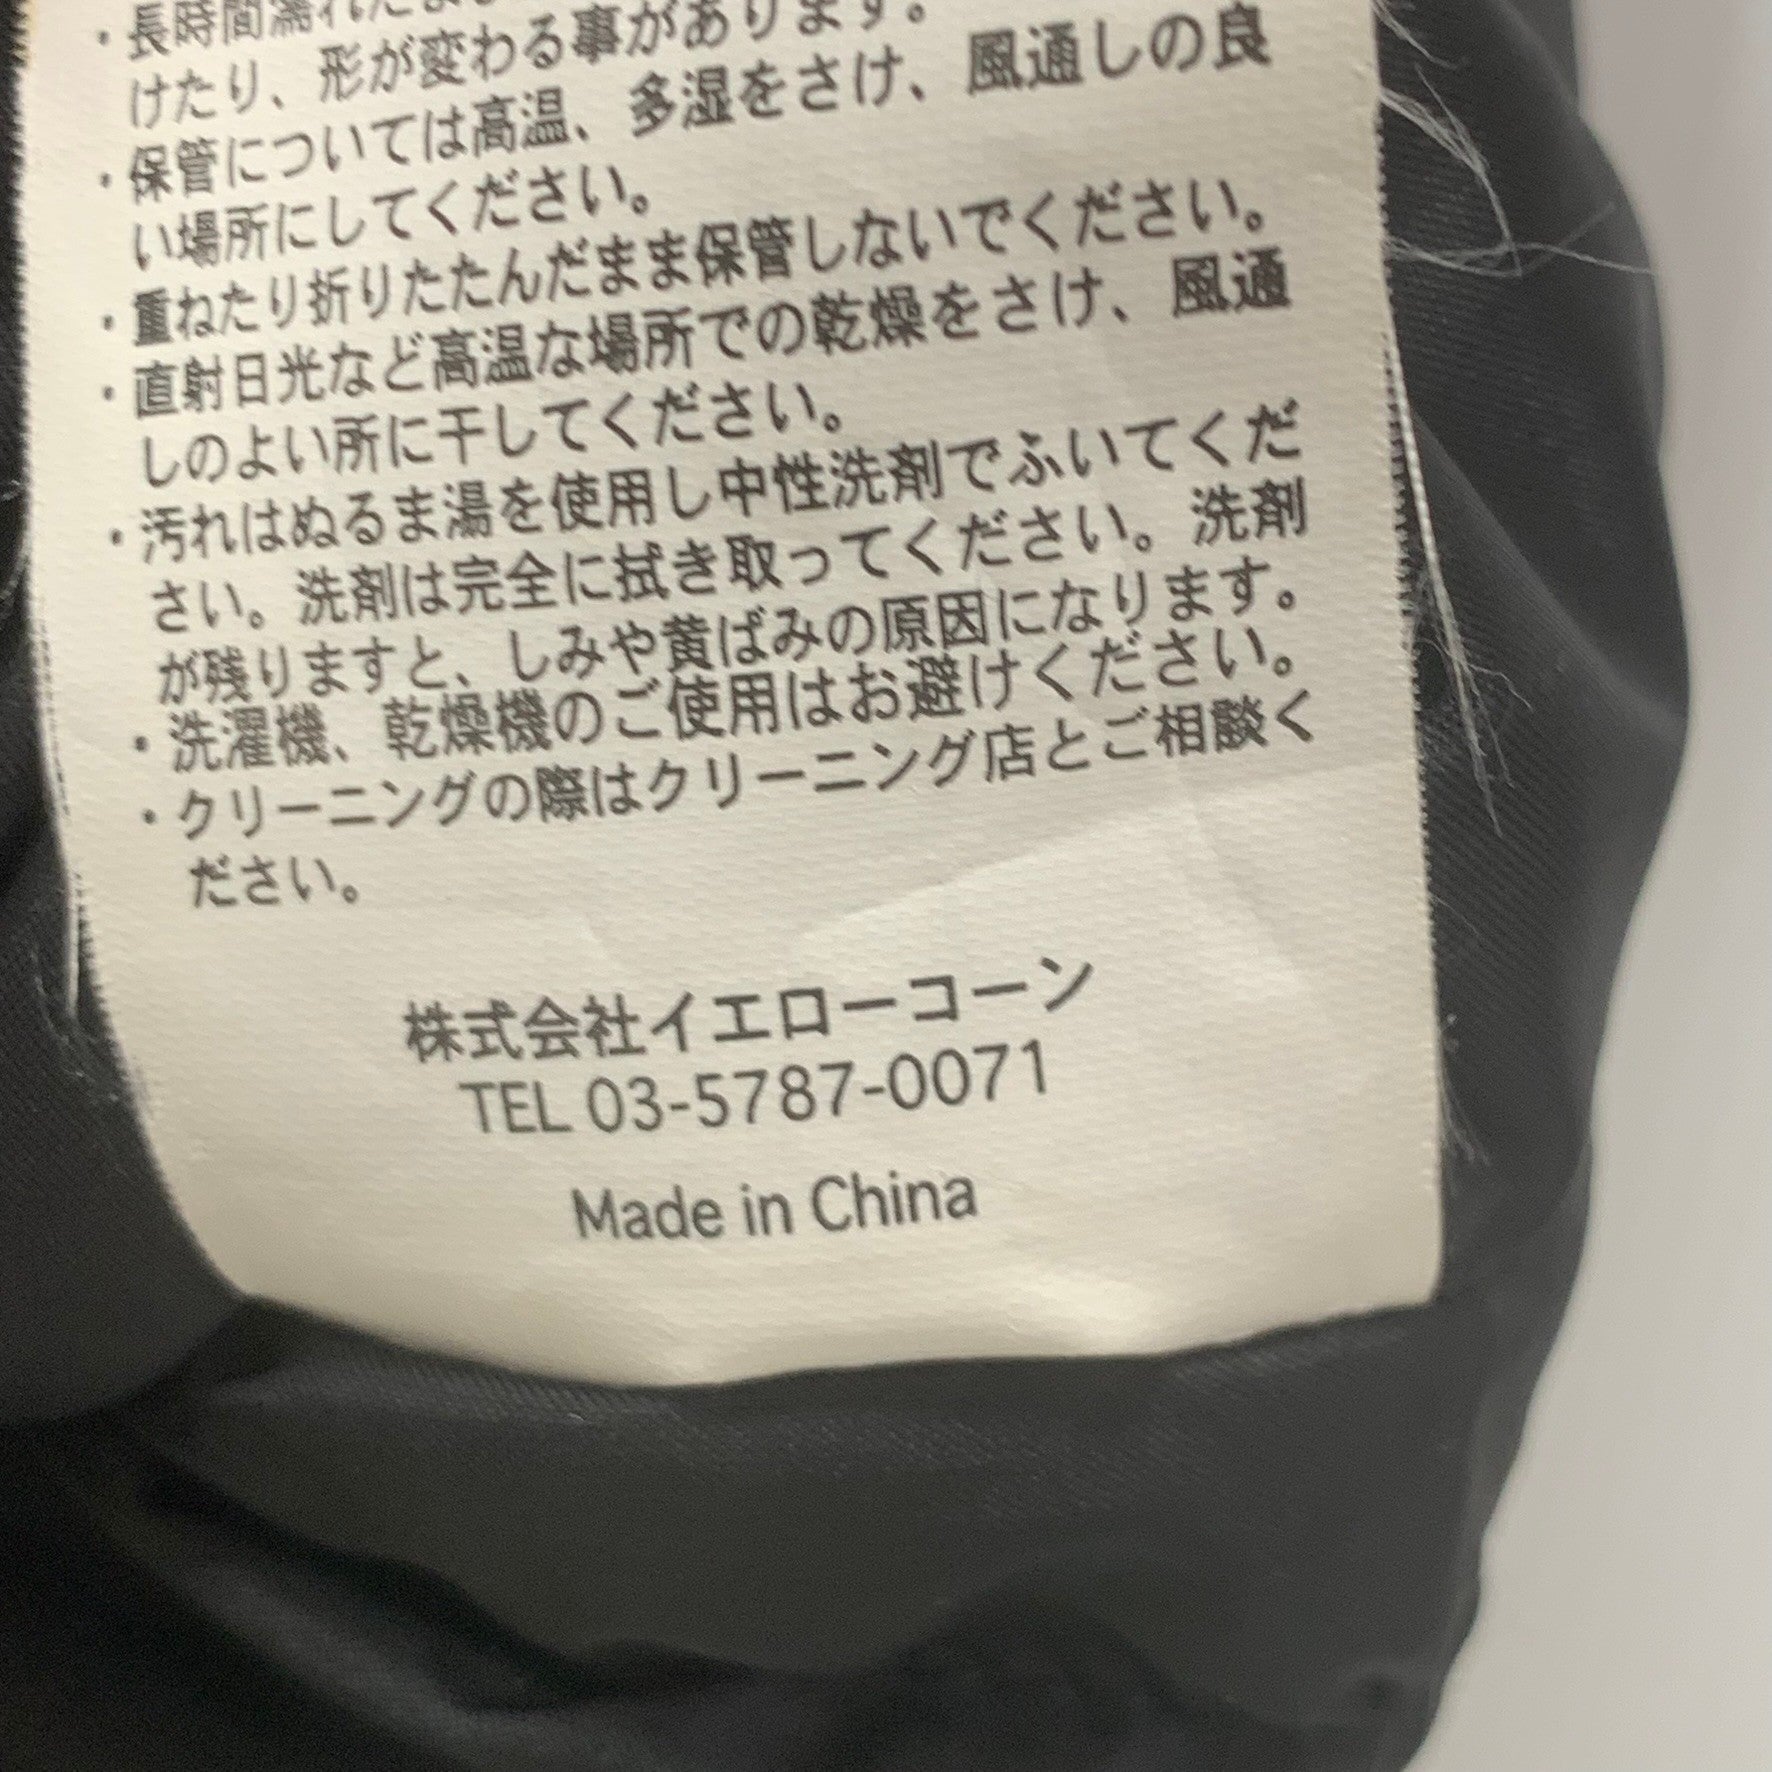 ・長時間濡れたま
けたり、形が変わる事があります。
・保管については高温、多湿をさけ、風通しの良
い場所にしてください。
・重ねたり折りたたんだまま保管しないでください。
・直射日光など高温な場所での乾燥をさけ、風通
しのよい所に干してください。
・汚れはぬるま湯を使用し中性洗剤でふいてくだ
さい。洗剤は完全に拭き取ってください。洗剤
が残りますと、しみや黄ばみの原因になります。
・洗濯機、乾燥機のご使用はお避けください。
・クリーニングの際はクリーニング店とご相談く
ださい。
株式会社イエローコーン
TEL 03-5787-0071
Made in China